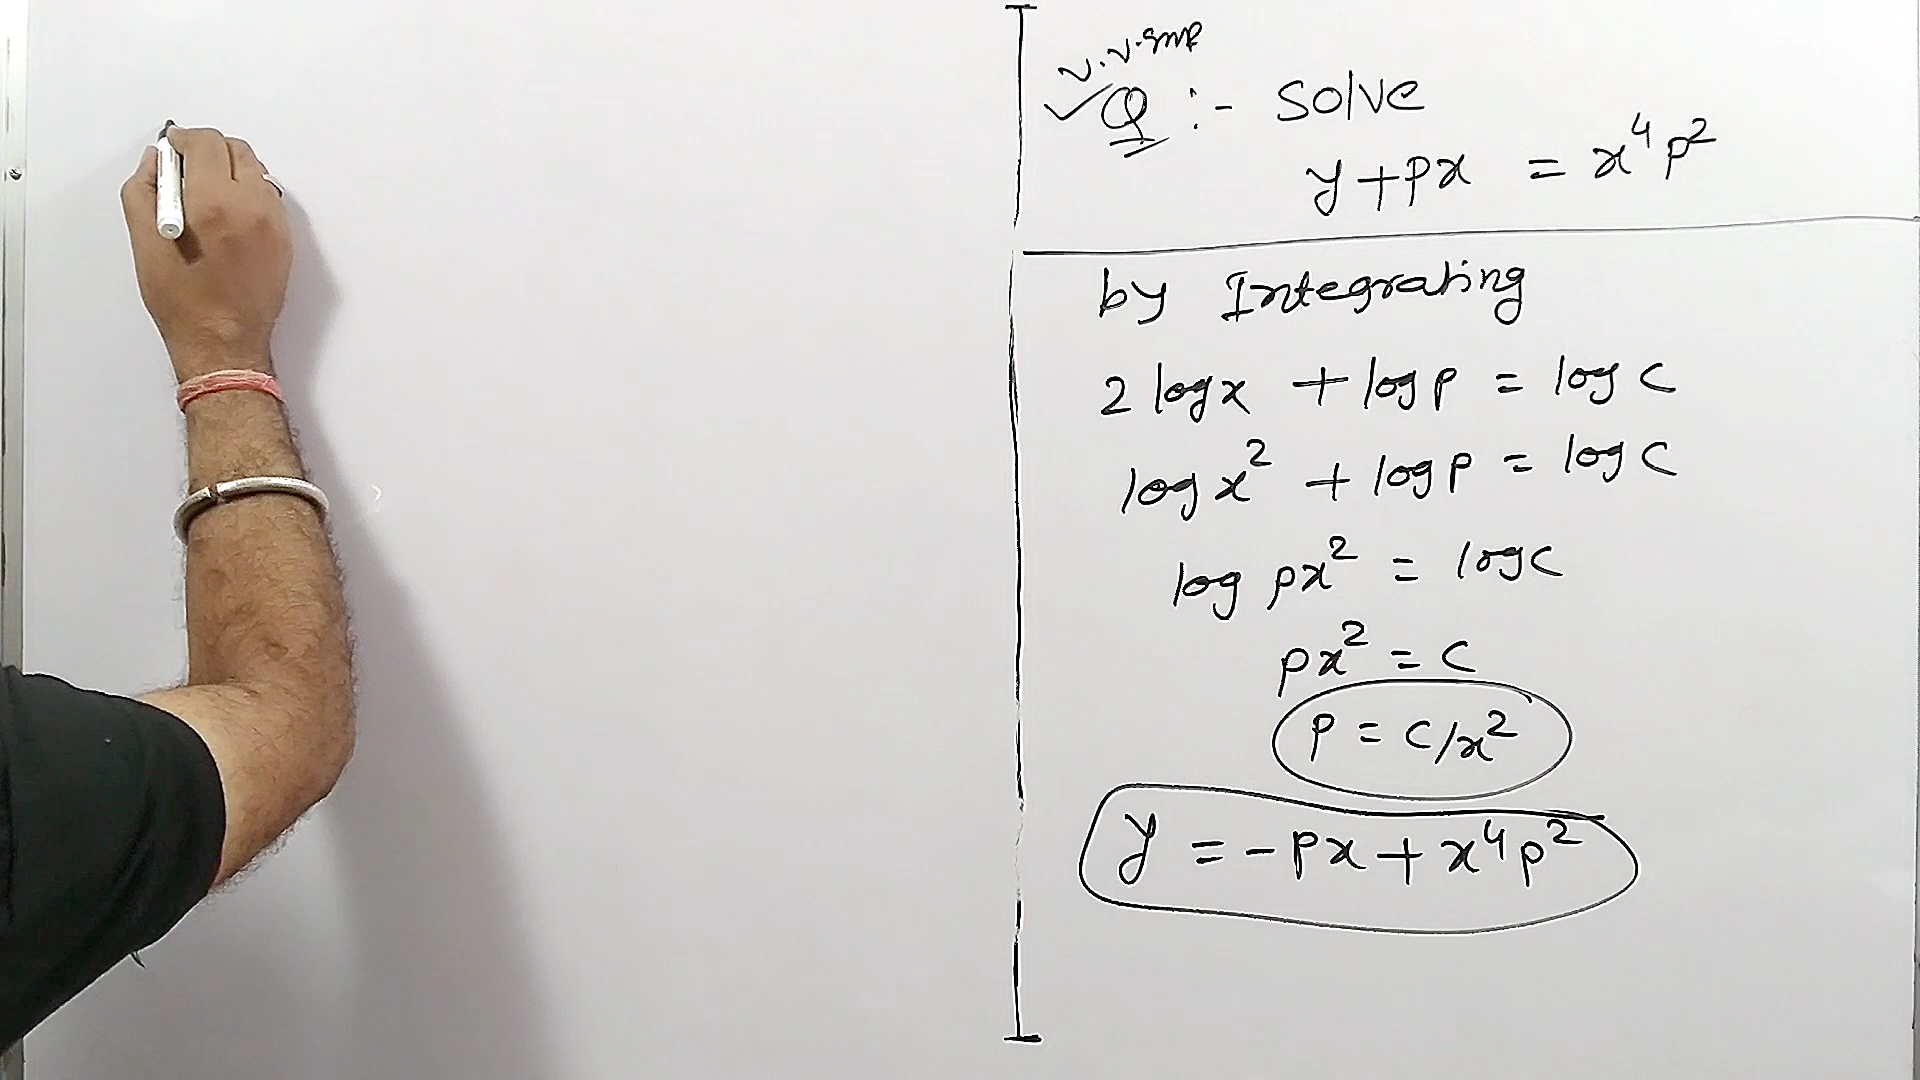 v.v.imp
Q :- Solve
y + px = x⁴p²
by Integrating
2 log x + log p = log c
log x² + log p = log c
log px² = log c
px² = c
p = c/x²
y = -px + x⁴p²